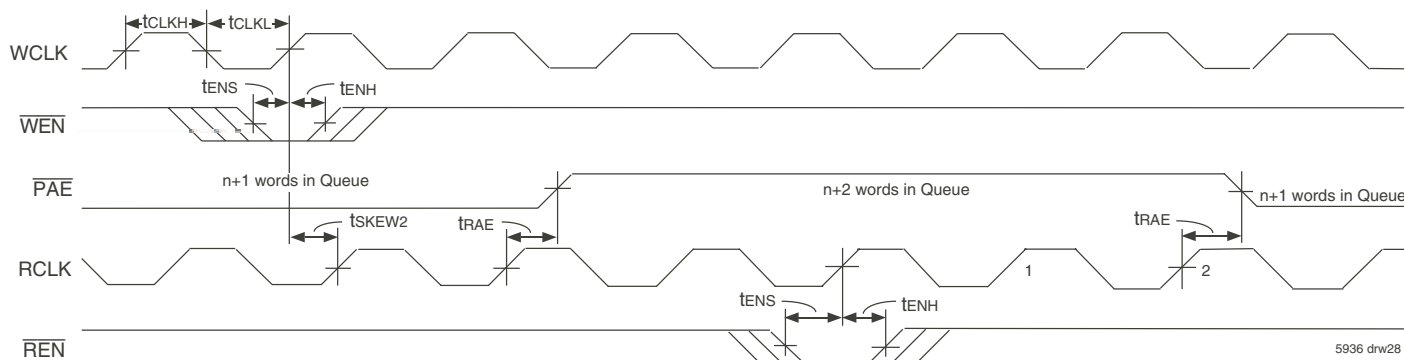 tCLKH tCLKL
WCLK
tENS tENH
WEN
PAE n+1 words in Queue n+2 words in Queue n+1 words in Queue
tSKEW2 tRAE tRAE
RCLK 1 2
tENS tENH
REN
5936 drw28